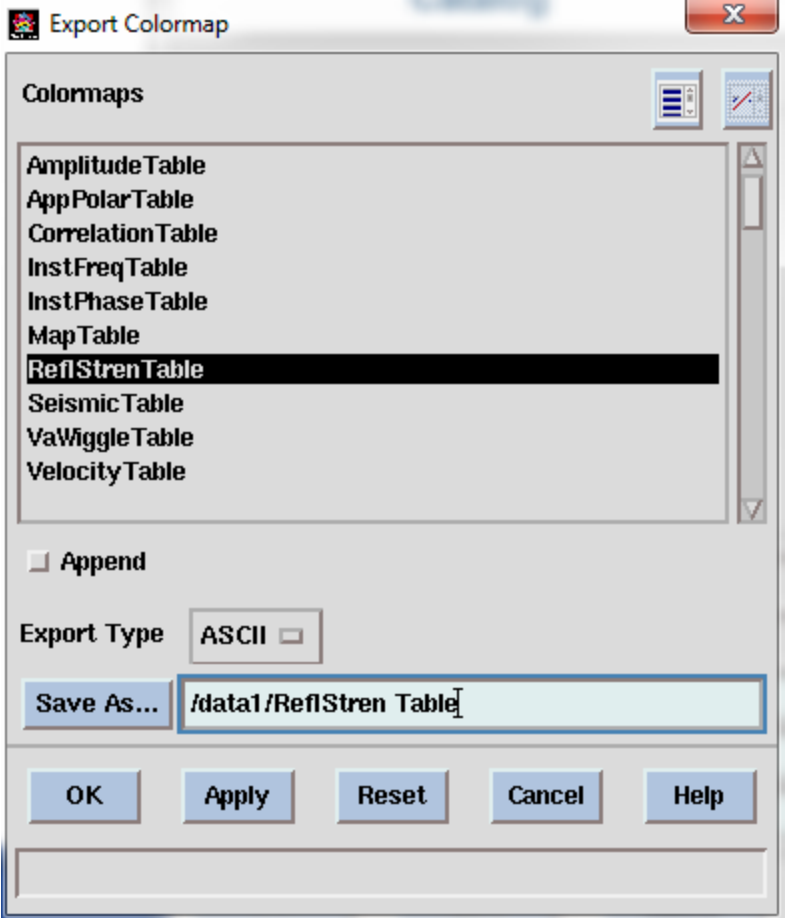 Catalog
Export Colormap
Colormaps
AmplitudeTable
AppPolarTable
CorrelationTable
InstFreqTable
InstPhaseTable
MapTable
ReflStrenTable
SeismicTable
VaWiggleTable
VelocityTable
Append
Export Type ASCII
Save As... /data1/ReflStren Table
OK Apply Reset Cancel Help